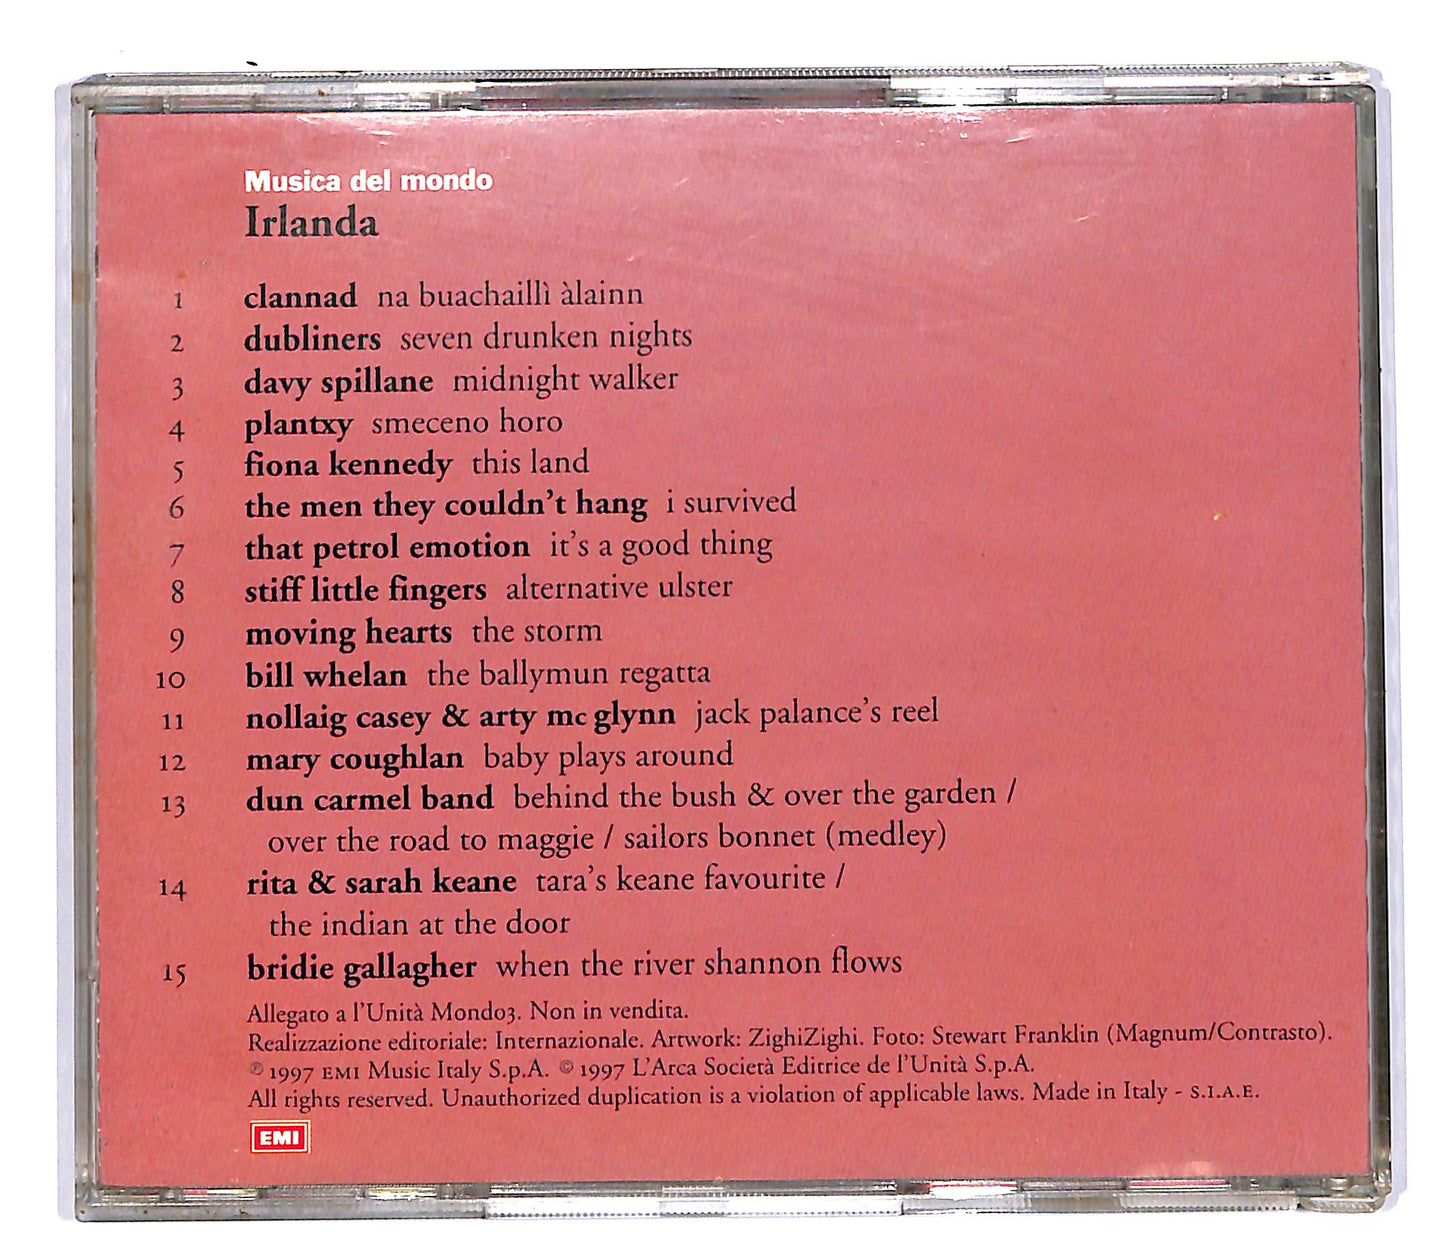 Musica del mondo
Irlanda
1 clannad na buachaillì àlainn
2 dubliners seven drunken nights
3 davy spillane midnight walker
4 plantxy smeceno horo
5 fiona kennedy this land
6 the men they couldn't hang i survived
7 that petrol emotion it's a good thing
8 stiff little fingers alternative ulster
9 moving hearts the storm
10 bill whelan the ballymun regatta
11 nollaig casey & arty mc glynn jack palance's reel
12 mary coughlan baby plays around
13 dun carmel band behind the bush & over the garden /
over the road to maggie / sailors bonnet (medley)
14 rita & sarah keane tara's keane favourite /
the indian at the door
15 bridie gallagher when the river shannon flows
Allegato a l'Unità Mondo3. Non in vendita.
Realizzazione editoriale: Internazionale. Artwork: ZighiZighi. Foto: Stewart Franklin (Magnum/Contrasto).
℗ 1997 EMI Music Italy S.p.A. © 1997 L'Arca Società Editrice de l'Unità S.p.A.
All rights reserved. Unauthorized duplication is a violation of applicable laws. Made in Italy - S.I.A.E.
EMI